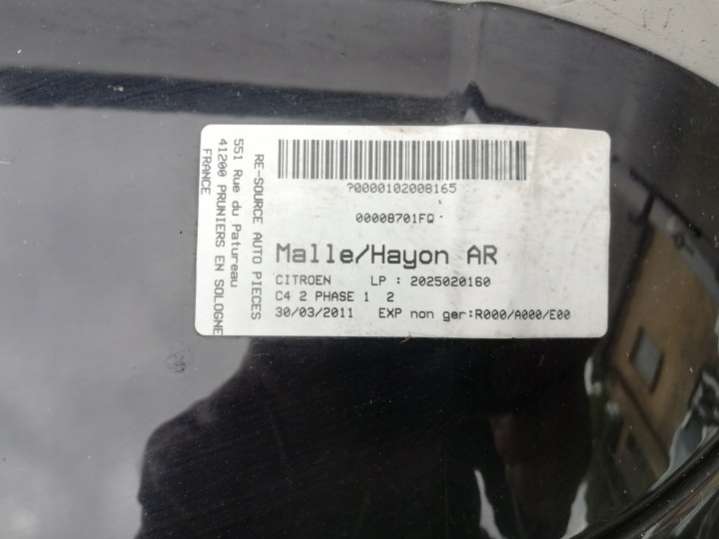 ?0000102008165
00008701FQ
Malle/Hayon AR
CITROEN LP : 2025020160
C4 2 PHASE 1 2
30/03/2011 EXP non ger:R000/A000/E00
RE-SOURCE AUTO PIECES
551 Rue du Patureau
41200 PRUNIERS EN SOLOGNE
FRANCE